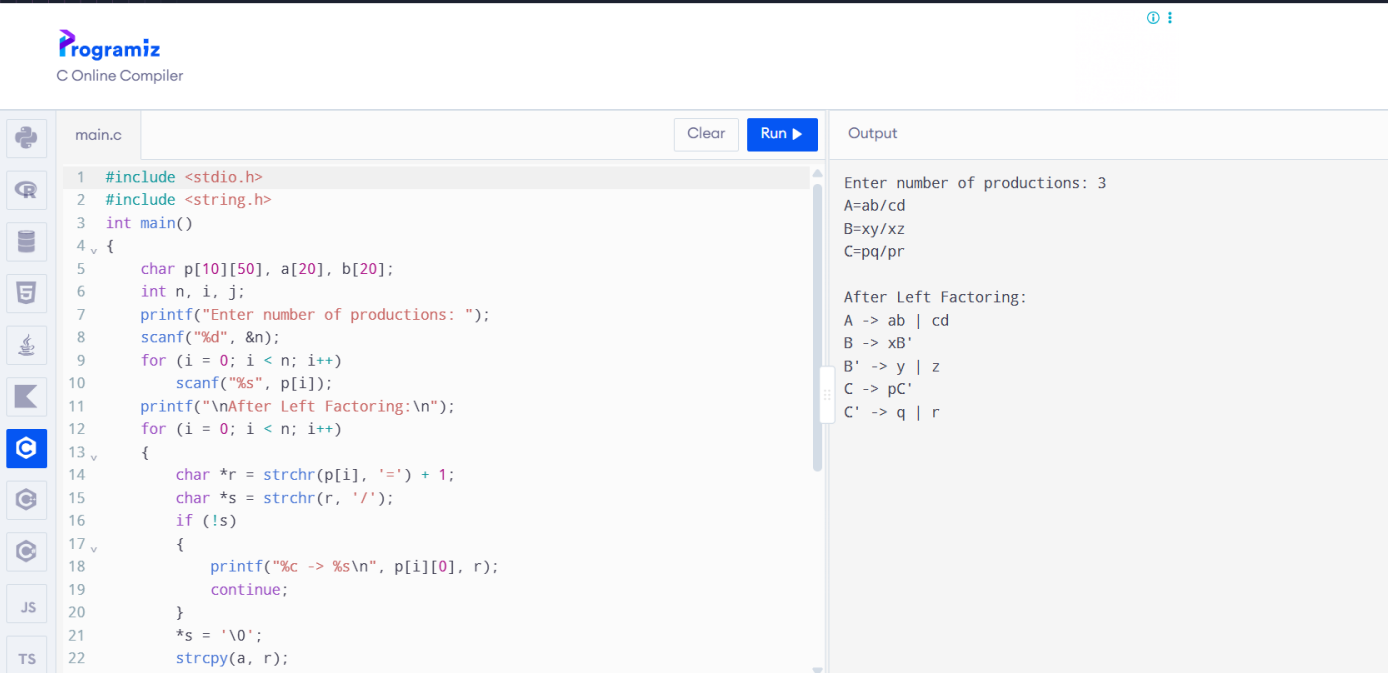 Programiz
C Online Compiler
main.c
Clear
Run
Output
1 #include <stdio.h>
2 #include <string.h>
3 int main()
4 {
5 char p[10][50], a[20], b[20];
6 int n, i, j;
7 printf("Enter number of productions: ");
8 scanf("%d", &n);
9 for (i = 0; i < n; i++)
10 scanf("%s", p[i]);
11 printf("\nAfter Left Factoring:\n");
12 for (i = 0; i < n; i++)
13 {
14 char *r = strchr(p[i], '=') + 1;
15 char *s = strchr(r, '/');
16 if (!s)
17 {
18 printf("%c -> %s\n", p[i][0], r);
19 continue;
20 }
21 *s = '\0';
22 strcpy(a, r);
Enter number of productions: 3
A=ab/cd
B=xy/xz
C=pq/pr
After Left Factoring:
A -> ab | cd
B -> xB'
B' -> y | z
C -> pC'
C' -> q | r
R
5
C
C
C
JS
TS